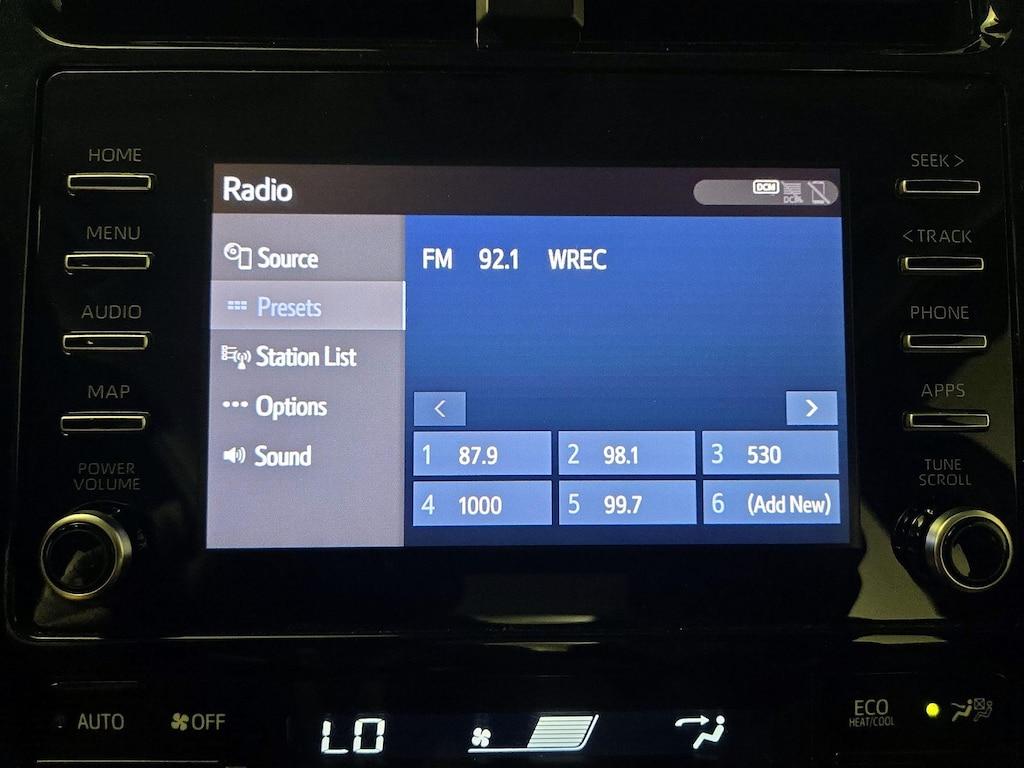 HOME
MENU
AUDIO
MAP
POWER
VOLUME
Radio
DCM
DCM
Source
Presets
Station List
Options
Sound
FM 92.1 WREC
<
>
1 87.9
2 98.1
3 530
4 1000
5 99.7
6 (Add New)
SEEK >
< TRACK
PHONE
APPS
TUNE
SCROLL
AUTO
OFF
LO
ECO
HEAT/COOL